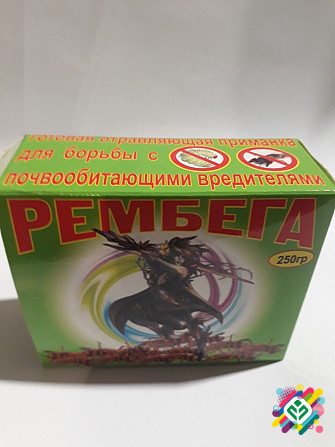 готовая отравляющая приманка
для борьбы с
почвообитающими вредителями
РЕМБЕГА
250гр